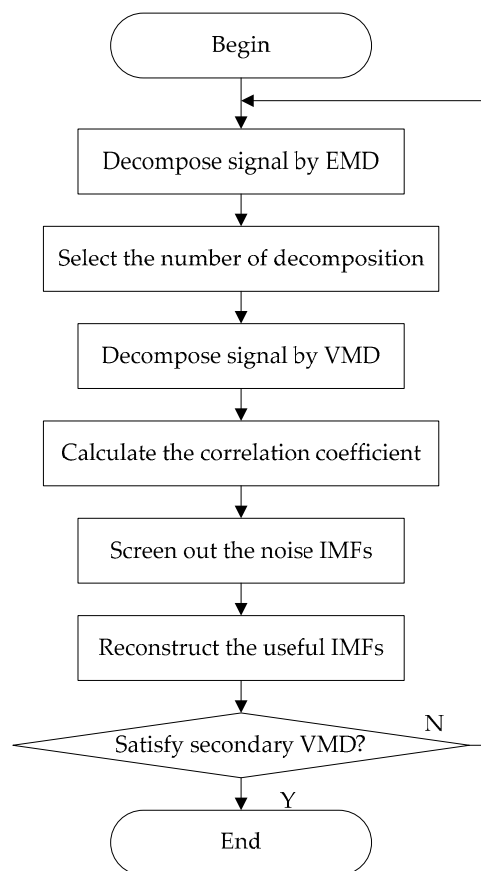 Begin
Decompose signal by EMD
Select the number of decomposition
Decompose signal by VMD
Calculate the correlation coefficient
Screen out the noise IMFs
Reconstruct the useful IMFs
N
Satisfy secondary VMD?
Y
End